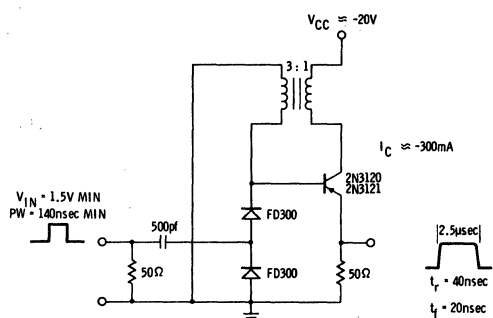 V_CC ≈ -20V
3 : 1
I_C ≈ -300mA
2N3120
2N3121
V_IN = 1.5V MIN
PW = 140nsec MIN
500pf
FD300
50Ω
FD300
50Ω
2.5μsec
t_r = 40nsec
t_f = 20nsec